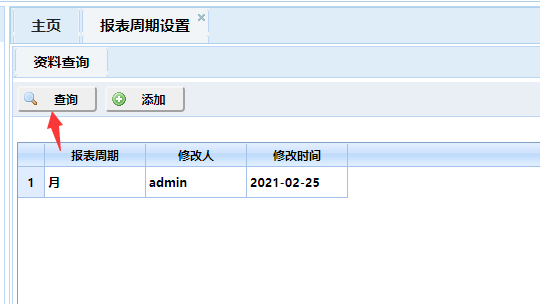 主页 报表周期设置
资料查询
查询 添加
报表周期 修改人 修改时间
1 月 admin 2021-02-25